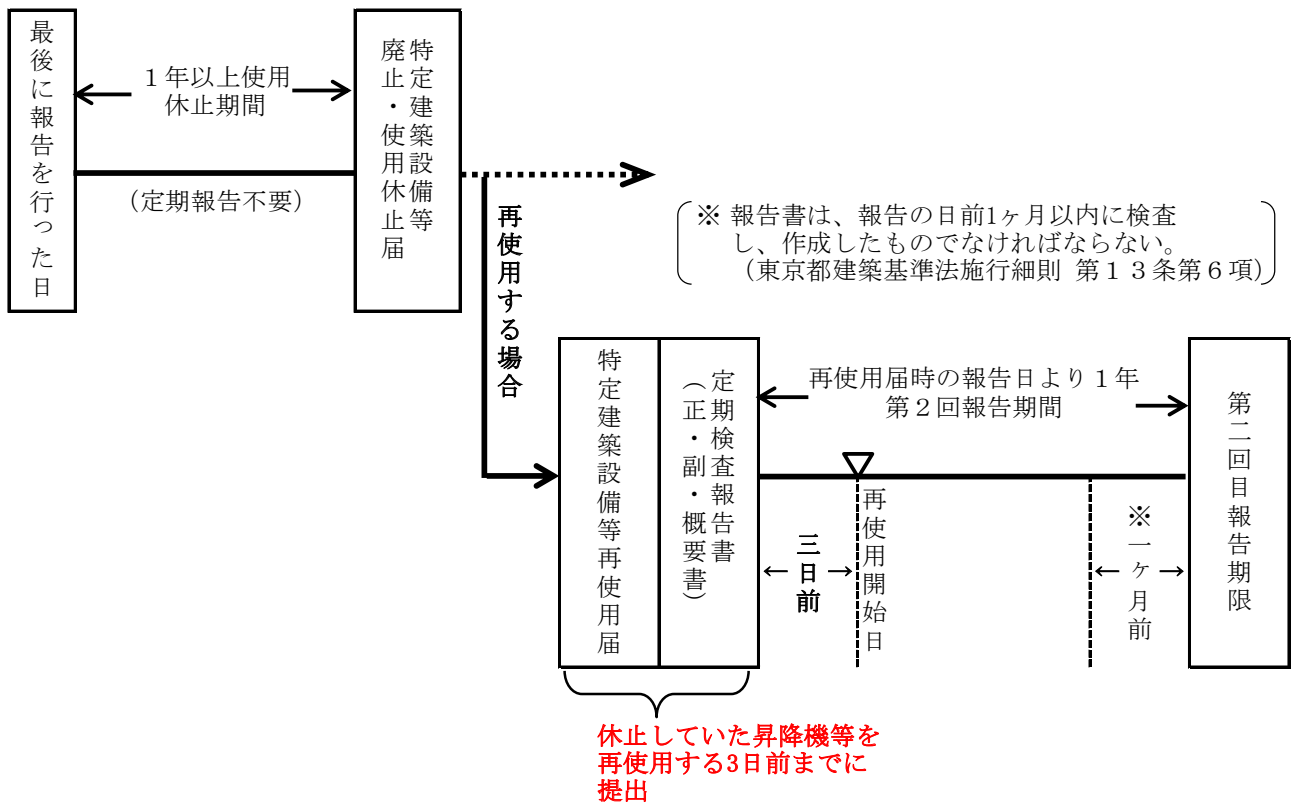 最後に報告を行った日
１年以上使用
休止期間
（定期報告不要）
特定建築設備等
廃止・使用休止届
再使用する場合
※ 報告書は、報告の日前1ヶ月以内に検査
し、作成したものでなければならない。
（東京都建築基準法施行細則 第１３条第６項）
特定建築設備等再使用届
定期検査報告書
（正・副・概要書）
再使用届時の報告日より１年
第２回報告期間
三日前
再使用開始日
※一ヶ月前
第二回目報告期限
休止していた昇降機等を
再使用する3日前までに
提出